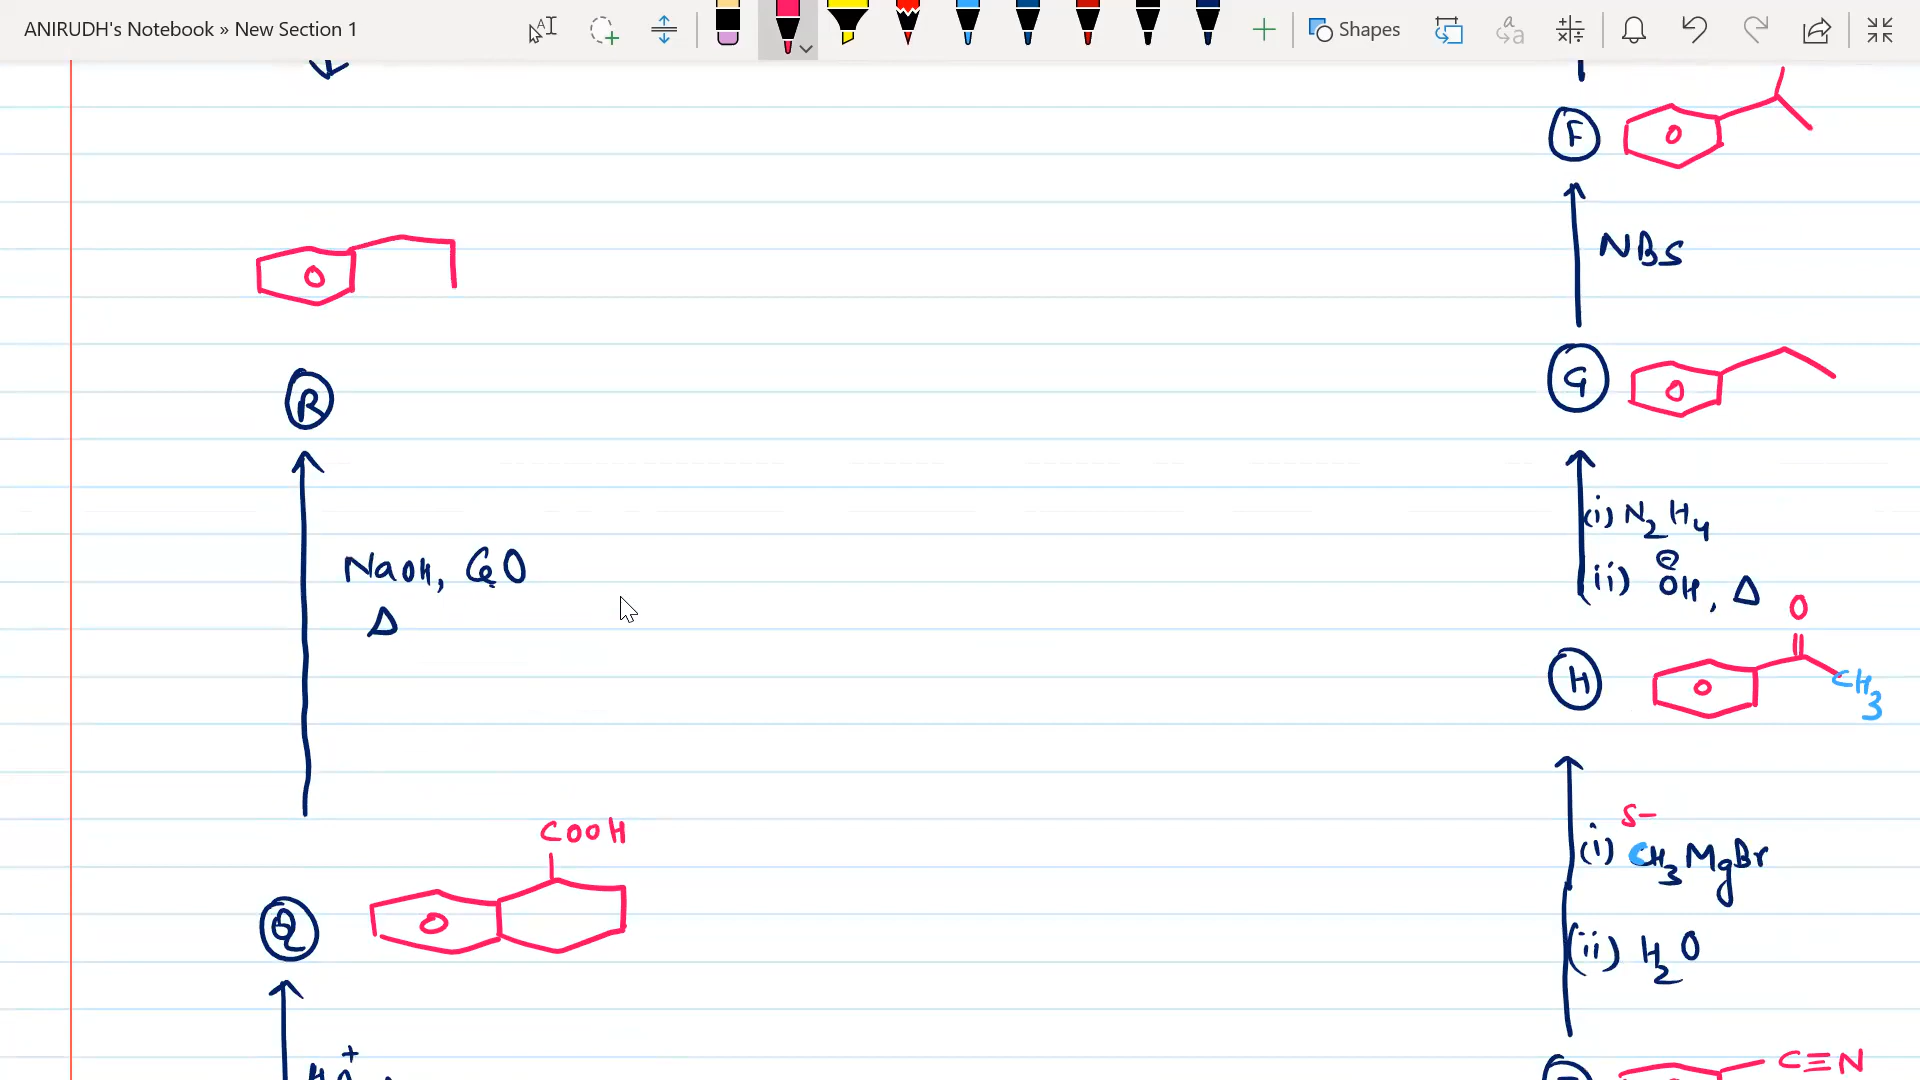 ANIRUDH's Notebook » New Section 1
Shapes
F
O
NBS
O
R
G
O
(i) N2H4
(ii) ⊖OH, Δ
NaOH, CaO
Δ
O
H
O
CH3
COOH
δ-
(i) CH3MgBr
Q
O
(ii) H2O
+
C≡N